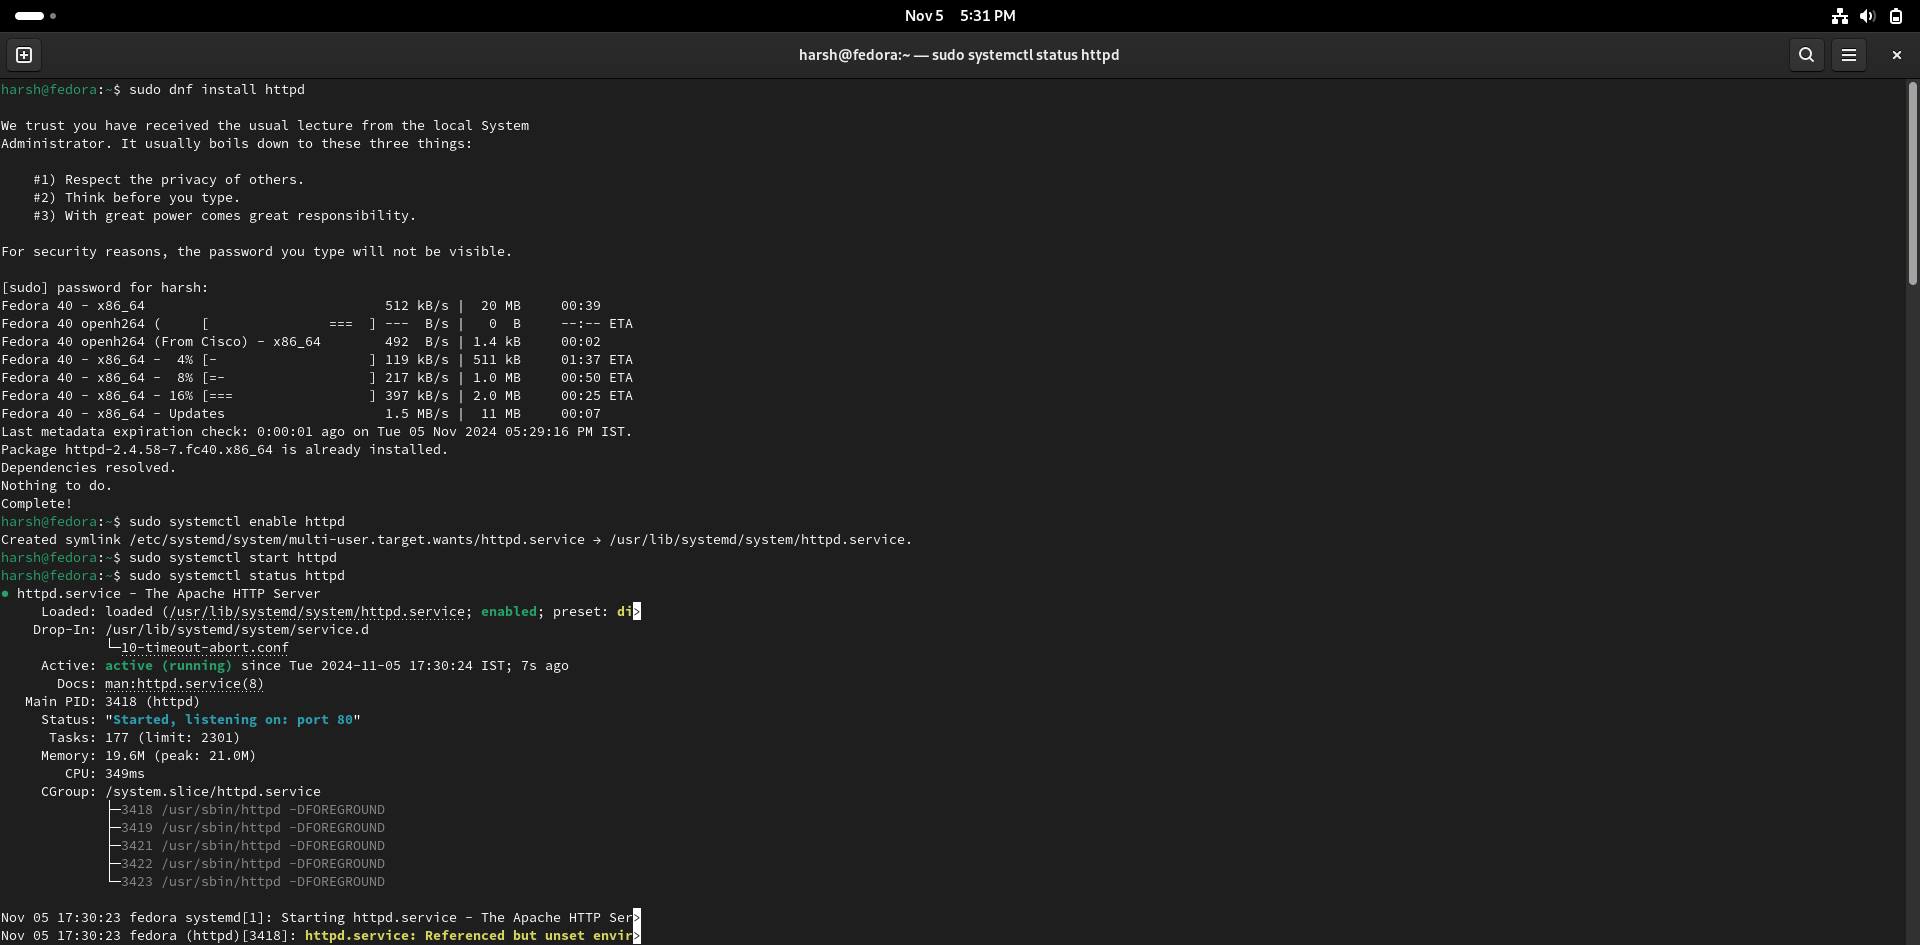 Nov 5 5:31 PM
harsh@fedora:~ — sudo systemctl status httpd
harsh@fedora:~$ sudo dnf install httpd
We trust you have received the usual lecture from the local System
Administrator. It usually boils down to these three things:
#1) Respect the privacy of others.
#2) Think before you type.
#3) With great power comes great responsibility.
For security reasons, the password you type will not be visible.
[sudo] password for harsh:
Fedora 40 - x86_64                              512 kB/s |  20 MB     00:39
Fedora 40 openh264 (     [               ===  ] ---  B/s |   0  B     --:-- ETA
Fedora 40 openh264 (From Cisco) - x86_64        492  B/s | 1.4 kB     00:02
Fedora 40 - x86_64 -  4% [-                   ] 119 kB/s | 511 kB     01:37 ETA
Fedora 40 - x86_64 -  8% [=-                  ] 217 kB/s | 1.0 MB     00:50 ETA
Fedora 40 - x86_64 - 16% [===                 ] 397 kB/s | 2.0 MB     00:25 ETA
Fedora 40 - x86_64 - Updates                    1.5 MB/s |  11 MB     00:07
Last metadata expiration check: 0:00:01 ago on Tue 05 Nov 2024 05:29:16 PM IST.
Package httpd-2.4.58-7.fc40.x86_64 is already installed.
Dependencies resolved.
Nothing to do.
Complete!
harsh@fedora:~$ sudo systemctl enable httpd
Created symlink /etc/systemd/system/multi-user.target.wants/httpd.service → /usr/lib/systemd/system/httpd.service.
harsh@fedora:~$ sudo systemctl start httpd
harsh@fedora:~$ sudo systemctl status httpd
● httpd.service - The Apache HTTP Server
Loaded: loaded (/usr/lib/systemd/system/httpd.service; enabled; preset: di>
Drop-In: /usr/lib/systemd/system/service.d
└─10-timeout-abort.conf
Active: active (running) since Tue 2024-11-05 17:30:24 IST; 7s ago
Docs: man:httpd.service(8)
Main PID: 3418 (httpd)
Status: "Started, listening on: port 80"
Tasks: 177 (limit: 2301)
Memory: 19.6M (peak: 21.0M)
CPU: 349ms
CGroup: /system.slice/httpd.service
├─3418 /usr/sbin/httpd -DFOREGROUND
├─3419 /usr/sbin/httpd -DFOREGROUND
├─3421 /usr/sbin/httpd -DFOREGROUND
├─3422 /usr/sbin/httpd -DFOREGROUND
└─3423 /usr/sbin/httpd -DFOREGROUND
Nov 05 17:30:23 fedora systemd[1]: Starting httpd.service - The Apache HTTP Ser>
Nov 05 17:30:23 fedora (httpd)[3418]: httpd.service: Referenced but unset envir>